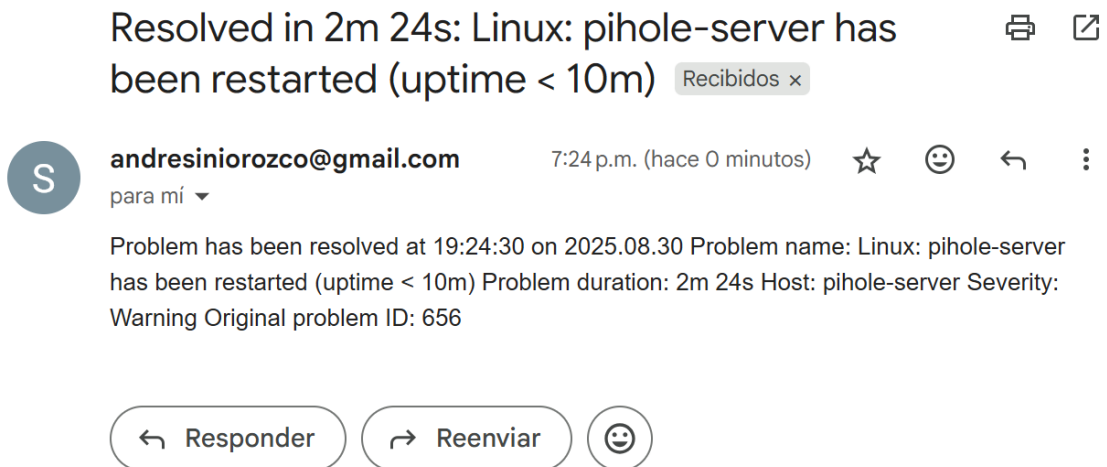 Resolved in 2m 24s: Linux: pihole-server has
been restarted (uptime < 10m) Recibidos ×
S
andresiniorozco@gmail.com 7:24 p.m. (hace 0 minutos)
para mí
Problem has been resolved at 19:24:30 on 2025.08.30 Problem name: Linux: pihole-server
has been restarted (uptime < 10m) Problem duration: 2m 24s Host: pihole-server Severity:
Warning Original problem ID: 656
Responder Reenviar